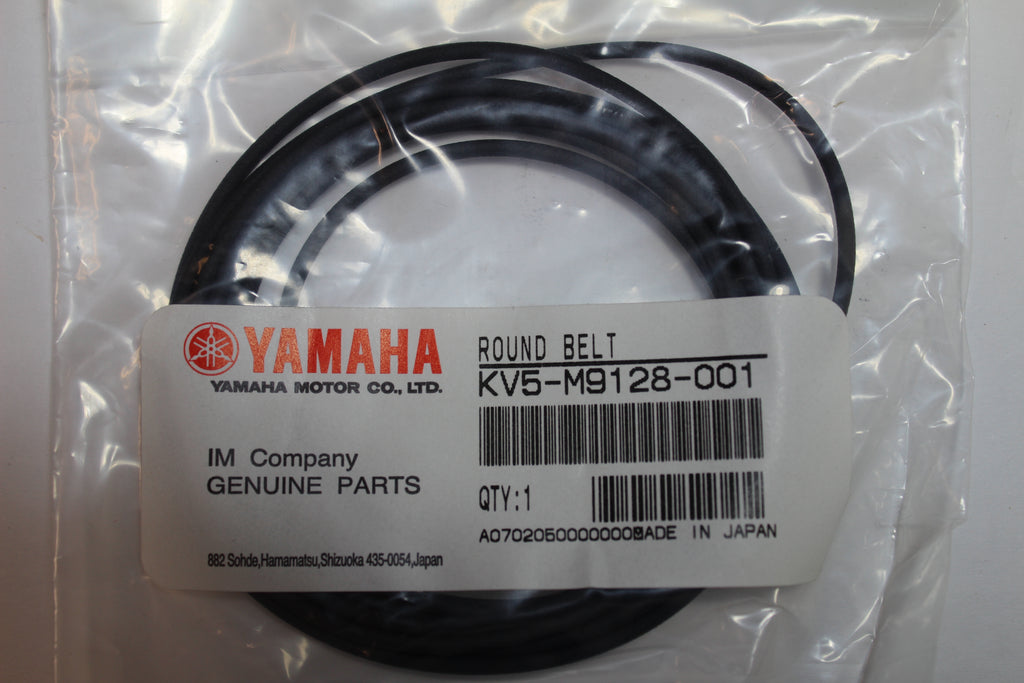 YAMAHA
YAMAHA MOTOR CO., LTD.
IM Company
GENUINE PARTS
882 Sohde,Hamamatsu,Shizuoka 435-0054,Japan
ROUND BELT
KV5-M9128-001
QTY:1
MADE IN JAPAN